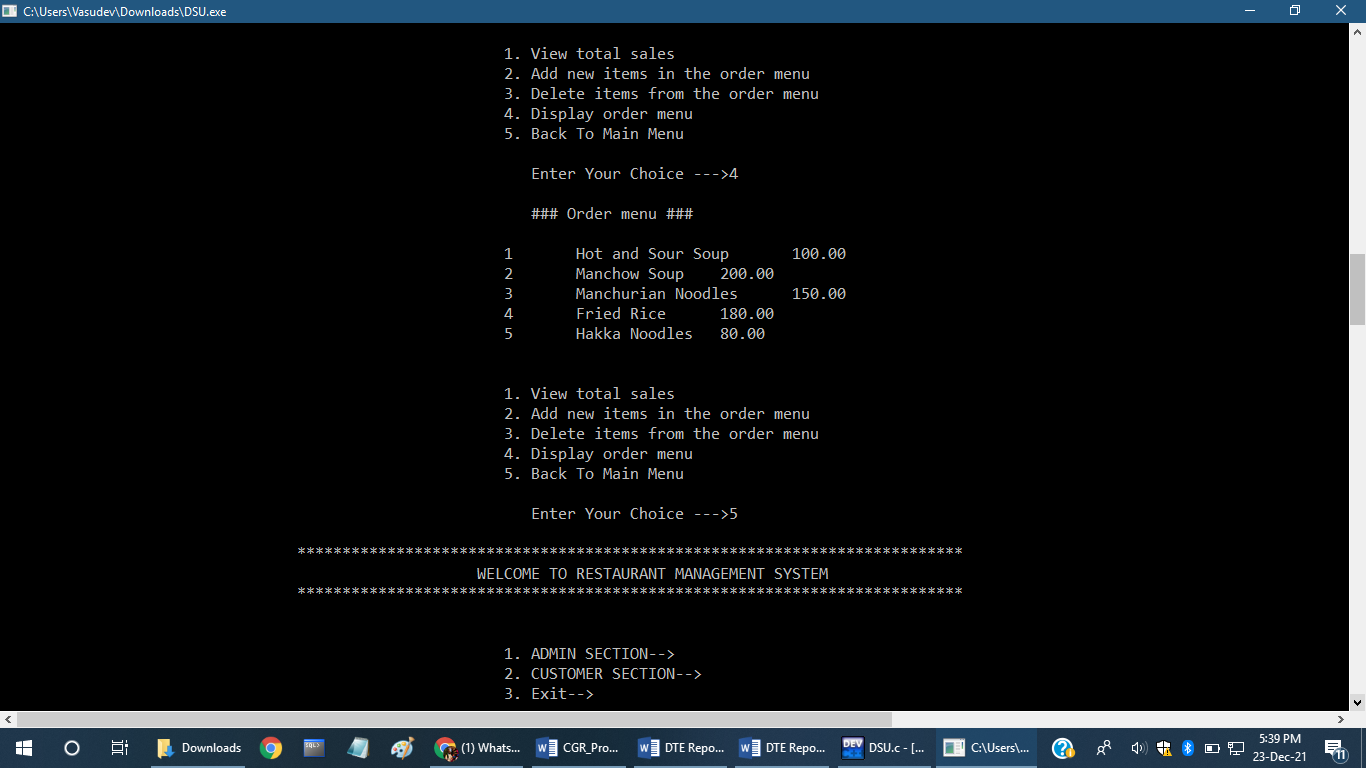 C:\Users\Vasudev\Downloads\DSU.exe
1. View total sales
2. Add new items in the order menu
3. Delete items from the order menu
4. Display order menu
5. Back To Main Menu
Enter Your Choice --->4
### Order menu ###
1 Hot and Sour Soup 100.00
2 Manchow Soup 200.00
3 Manchurian Noodles 150.00
4 Fried Rice 180.00
5 Hakka Noodles 80.00
1. View total sales
2. Add new items in the order menu
3. Delete items from the order menu
4. Display order menu
5. Back To Main Menu
Enter Your Choice --->5
**************************************************************************
WELCOME TO RESTAURANT MANAGEMENT SYSTEM
**************************************************************************
1. ADMIN SECTION-->
2. CUSTOMER SECTION-->
3. Exit-->
Downloads
SQL>
(1) Whats...
CGR_Pro...
DTE Repo...
DTE Repo...
DEV
DSU.c - [...
C:\Users\...
5:39 PM
23-Dec-21
11